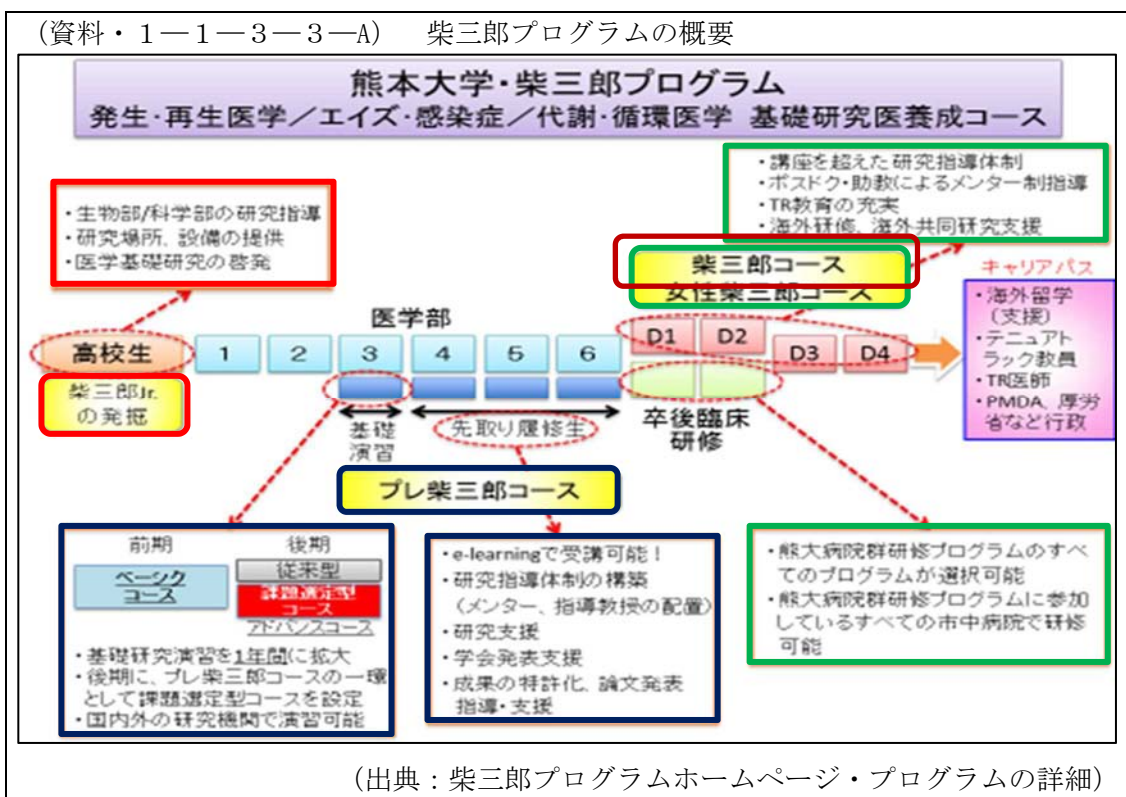 （資料・１―１―３―３―A） 柴三郎プログラムの概要
熊本大学・柴三郎プログラム
発生・再生医学／エイズ・感染症／代謝・循環医学 基礎研究医養成コース
・生物部/科学部の研究指導
・研究場所、設備の提供
・医学基礎研究の啓発
・講座を超えた研究指導体制
・ポスドク・助教によるメンター制指導
・TR教育の充実
・海外研修、海外共同研究支援
柴三郎コース
女性柴三郎コース
キャリアパス
・海外留学
（支援）
・テニュアト
ラック教員
・TR医師
・PMDA、厚労
省など行政
医学部
高校生
1
2
3
4
5
6
D1
D2
D3
D4
柴三郎Jr.
の発掘
基礎
演習
先取り履修生
卒後臨床
研修
プレ柴三郎コース
前期
後期
ベーシック
コース
従来型
課題選定型
コース
アドバンスコース
・基礎研究演習を1年間に拡大
・後期に、プレ柴三郎コースの一環
として課題選定型コースを設定
・国内外の研究機関で演習可能
・e-learningで受講可能！
・研究指導体制の構築
（メンター、指導教授の配置）
・研究支援
・学会発表支援
・成果の特許化、論文発表
指導・支援
・熊大病院群研修プログラムのすべ
てのプログラムが選択可能
・熊大病院群研修プログラムに参加
しているすべての市中病院で研修
可能
（出典：柴三郎プログラムホームページ・プログラムの詳細）